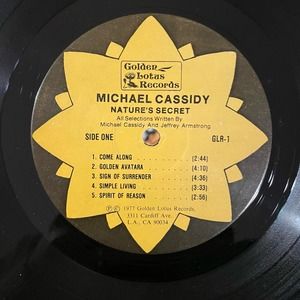 Golden
Lotus
Records
MICHAEL CASSIDY
NATURE'S SECRET
All Selections Written By
Michael Cassidy And Jeffrey Armstrong
SIDE ONE GLR-1
1. COME ALONG . . . . . . . . . . (2:44)
2. GOLDEN AVATARA . . . . . . . (4:10)
3. SIGN OF SURRENDER . . . . . (4:36)
4. SIMPLE LIVING . . . . . . . . . (3:33)
5. SPIRIT OF REASON . . . . . . . (2:56)
℗ © 1977 Golden Lotus Records,
3311 Cardiff Ave.
L.A., CA 90034